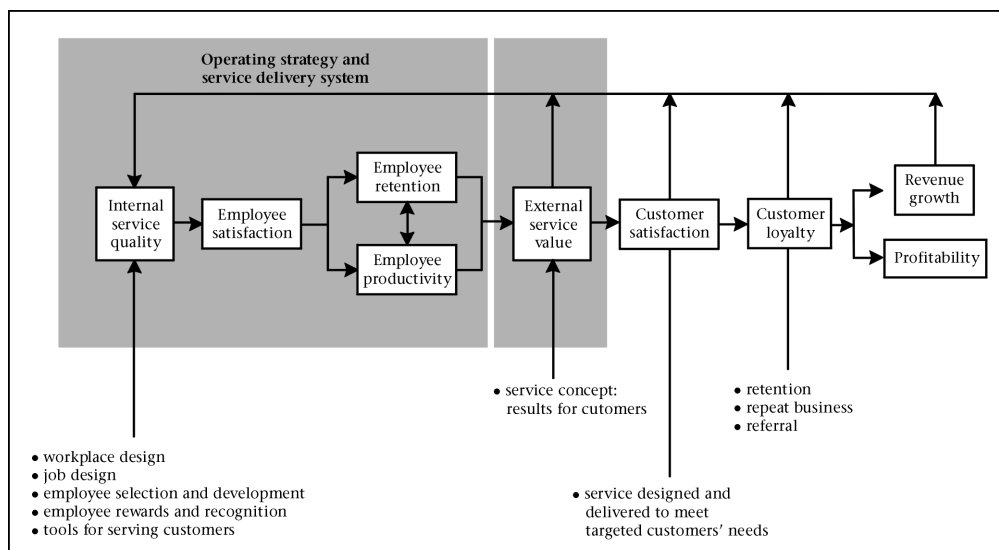 Operating strategy and
service delivery system
Internal
service
quality
Employee
satisfaction
Employee
retention
Employee
productivity
External
service
value
Customer
satisfaction
Customer
loyalty
Revenue
growth
Profitability
• workplace design
• job design
• employee selection and development
• employee rewards and recognition
• tools for serving customers
• service concept:
results for cutomers
• service designed and
delivered to meet
targeted customers’ needs
• retention
• repeat business
• referral